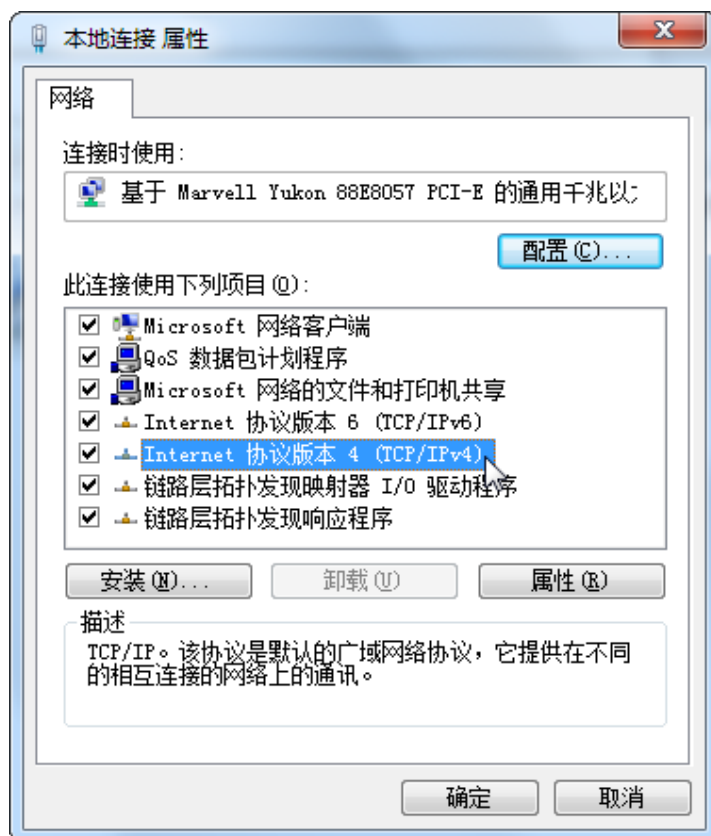 本地连接 属性
网络
连接时使用:
基于 Marvell Yukon 88E8057 PCI-E 的通用千兆以
配置(C)...
此连接使用下列项目(O):
Microsoft 网络客户端
QoS 数据包计划程序
Microsoft 网络的文件和打印机共享
Internet 协议版本 6 (TCP/IPv6)
Internet 协议版本 4 (TCP/IPv4)
链路层拓扑发现映射器 I/O 驱动程序
链路层拓扑发现响应程序
安装(N)... 卸载(U) 属性(R)
描述
TCP/IP。该协议是默认的广域网络协议，它提供在不同
的相互连接的网络上的通讯。
确定 取消